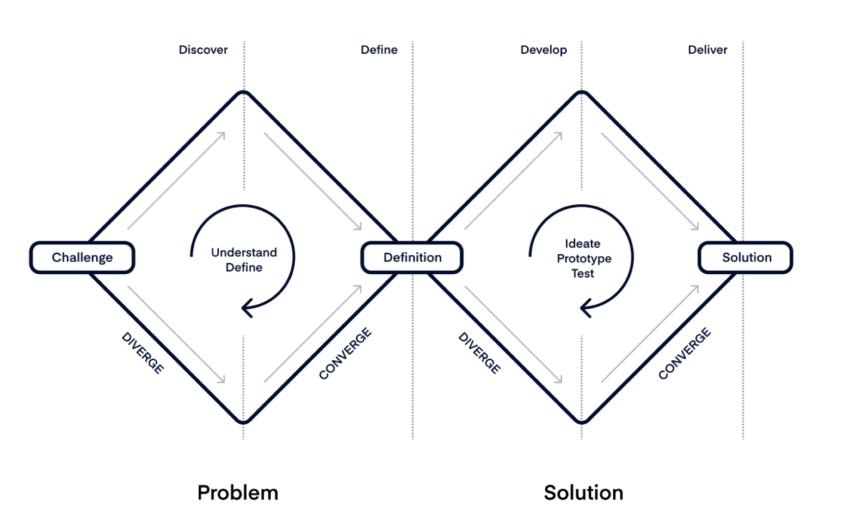 Discover
Define
Develop
Deliver
Challenge
Understand
Define
Definition
Ideate
Prototype
Test
Solution
DIVERGE
CONVERGE
DIVERGE
CONVERGE
Problem
Solution